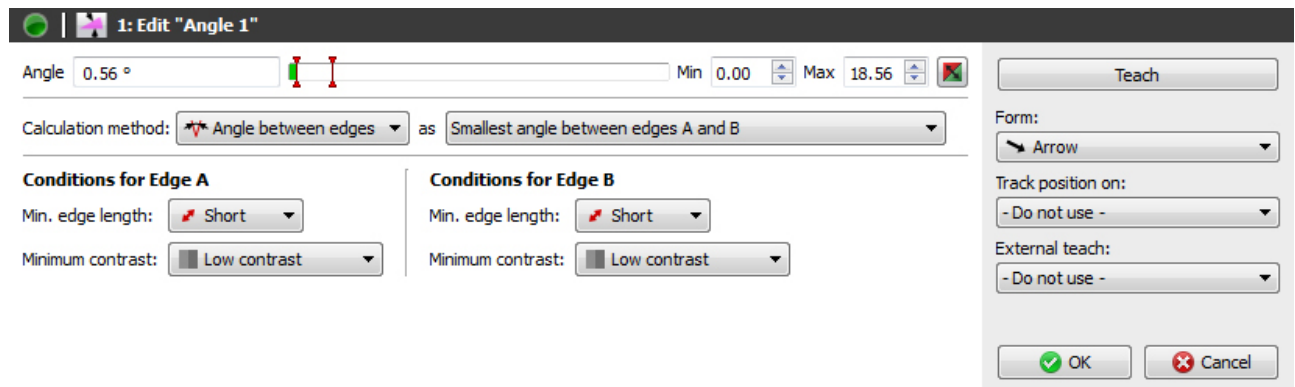 1: Edit "Angle 1"
Angle 0.56 ° Min 0.00 Max 18.56
Teach
Calculation method: Angle between edges as Smallest angle between edges A and B
Form:
Arrow
Conditions for Edge A Conditions for Edge B
Track position on:
Min. edge length: Short Min. edge length: Short
- Do not use -
External teach:
Minimum contrast: Low contrast Minimum contrast: Low contrast
- Do not use -
OK Cancel